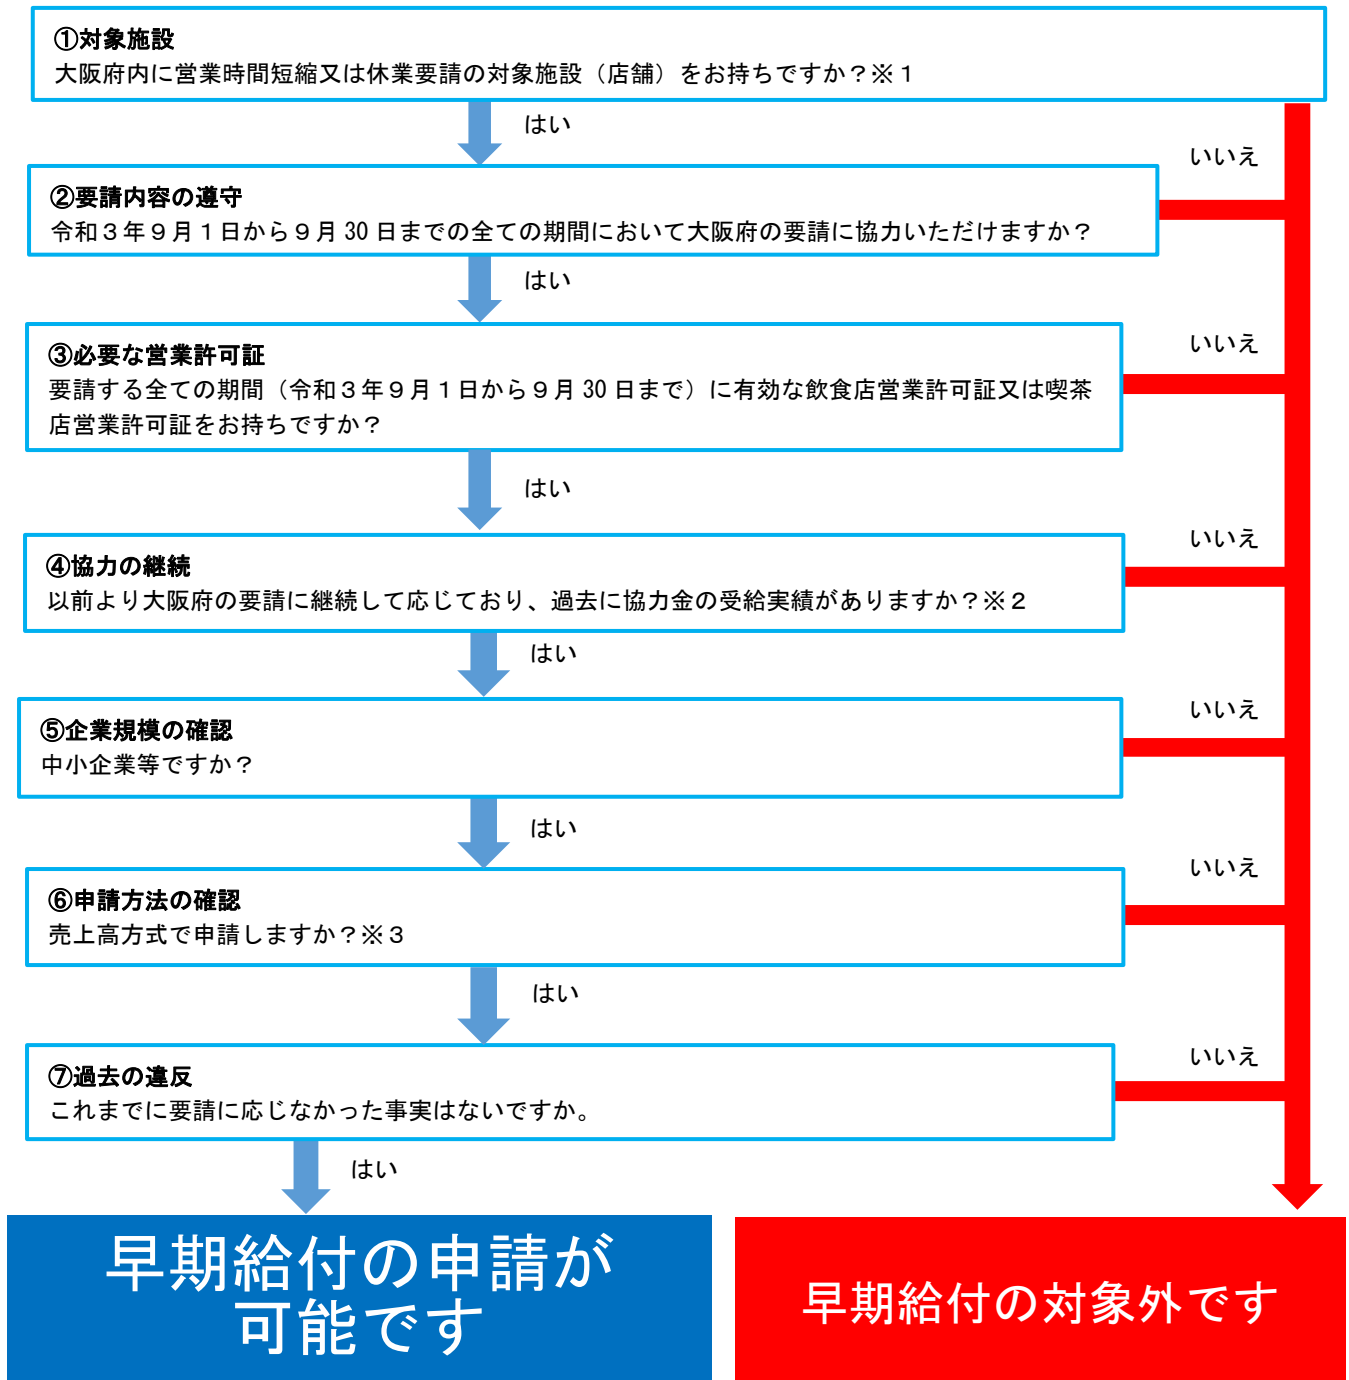 ①対象施設
大阪府内に営業時間短縮又は休業要請の対象施設（店舗）をお持ちですか？※１
はい
いいえ
②要請内容の遵守
令和３年９月１日から９月 30 日までの全ての期間において大阪府の要請に協力いただけますか？
はい
いいえ
③必要な営業許可証
要請する全ての期間（令和３年９月１日から９月 30 日まで）に有効な飲食店営業許可証又は喫茶
店営業許可証をお持ちですか？
はい
いいえ
④協力の継続
以前より大阪府の要請に継続して応じており、過去に協力金の受給実績がありますか？※２
はい
いいえ
⑤企業規模の確認
中小企業等ですか？
はい
いいえ
⑥申請方法の確認
売上高方式で申請しますか？※３
はい
いいえ
⑦過去の違反
これまでに要請に応じなかった事実はないですか。
はい
早期給付の申請が
可能です
早期給付の対象外です